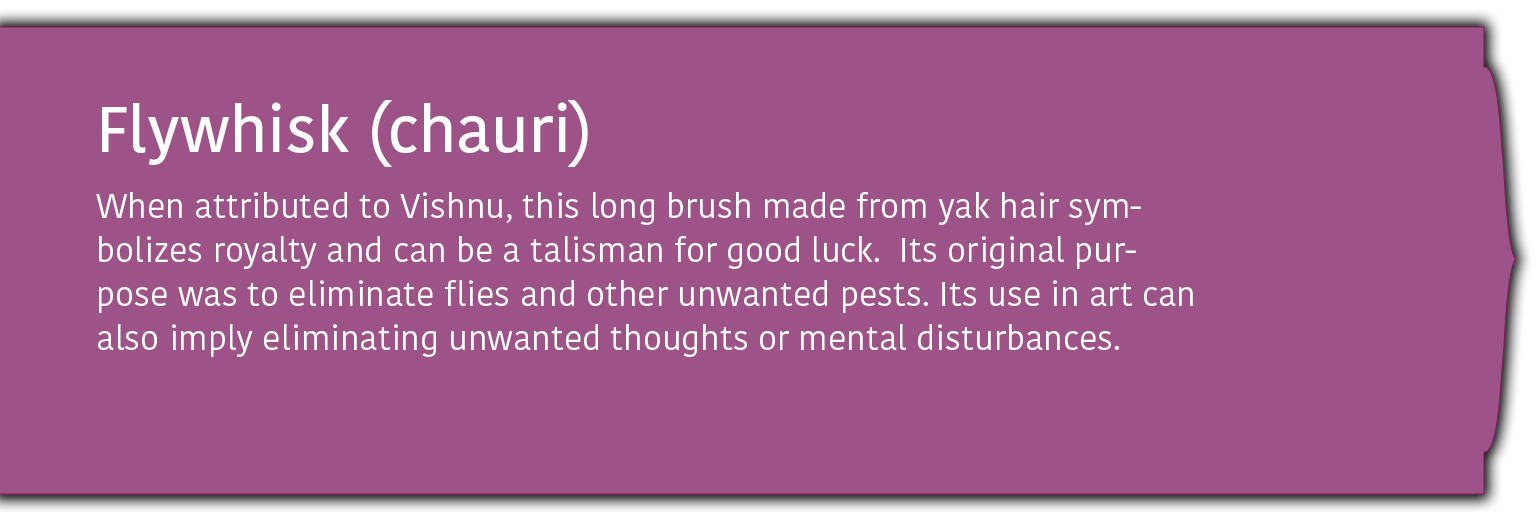 Flywhisk (chauri)
When attributed to Vishnu, this long brush made from yak hair sym-
bolizes royalty and can be a talisman for good luck.  Its original pur-
pose was to eliminate flies and other unwanted pests. Its use in art can
also imply eliminating unwanted thoughts or mental disturbances.